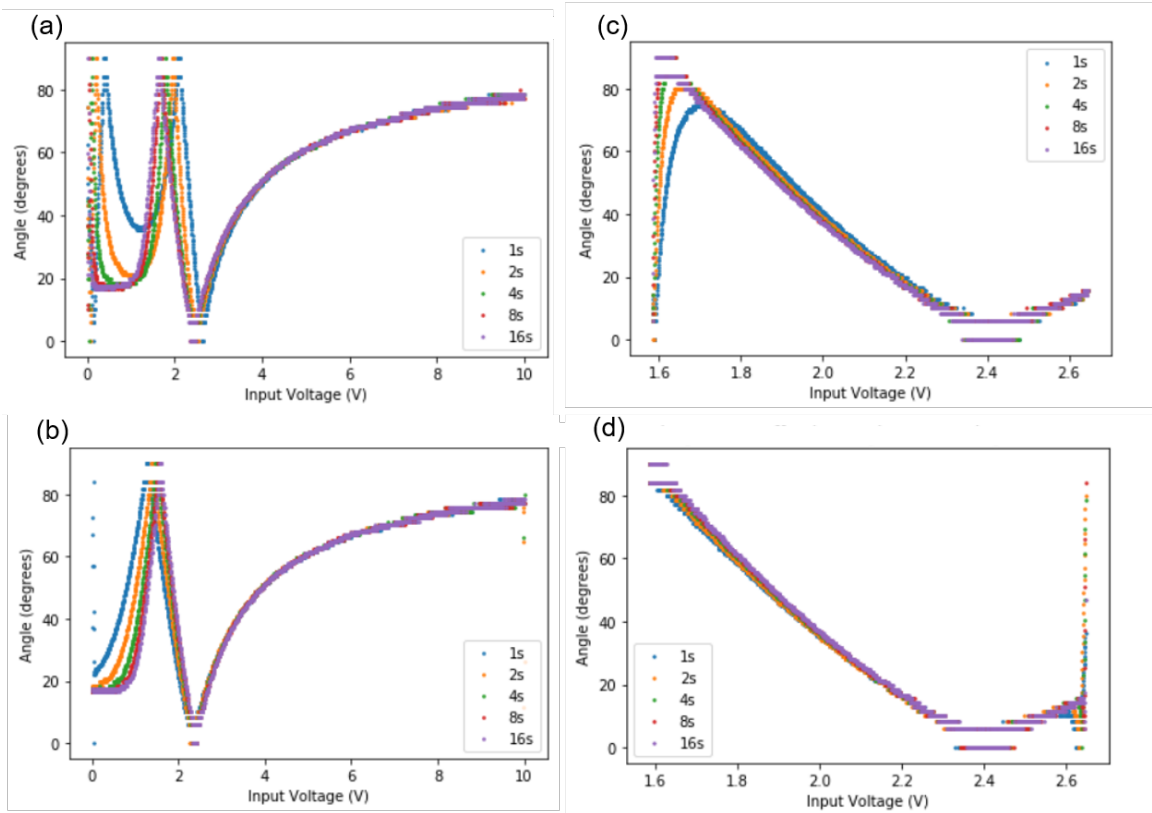 (a)
80
60
40
20
0
Angle (degrees)
0 2 4 6 8 10
Input Voltage (V)
1s
2s
4s
8s
16s
(c)
80
60
40
20
0
Angle (degrees)
1.6 1.8 2.0 2.2 2.4 2.6
Input Voltage (V)
1s
2s
4s
8s
16s
(b)
80
60
40
20
0
Angle (degrees)
0 2 4 6 8 10
Input Voltage (V)
1s
2s
4s
8s
16s
(d)
80
60
40
20
0
Angle (degrees)
1.6 1.8 2.0 2.2 2.4 2.6
Input Voltage (V)
1s
2s
4s
8s
16s